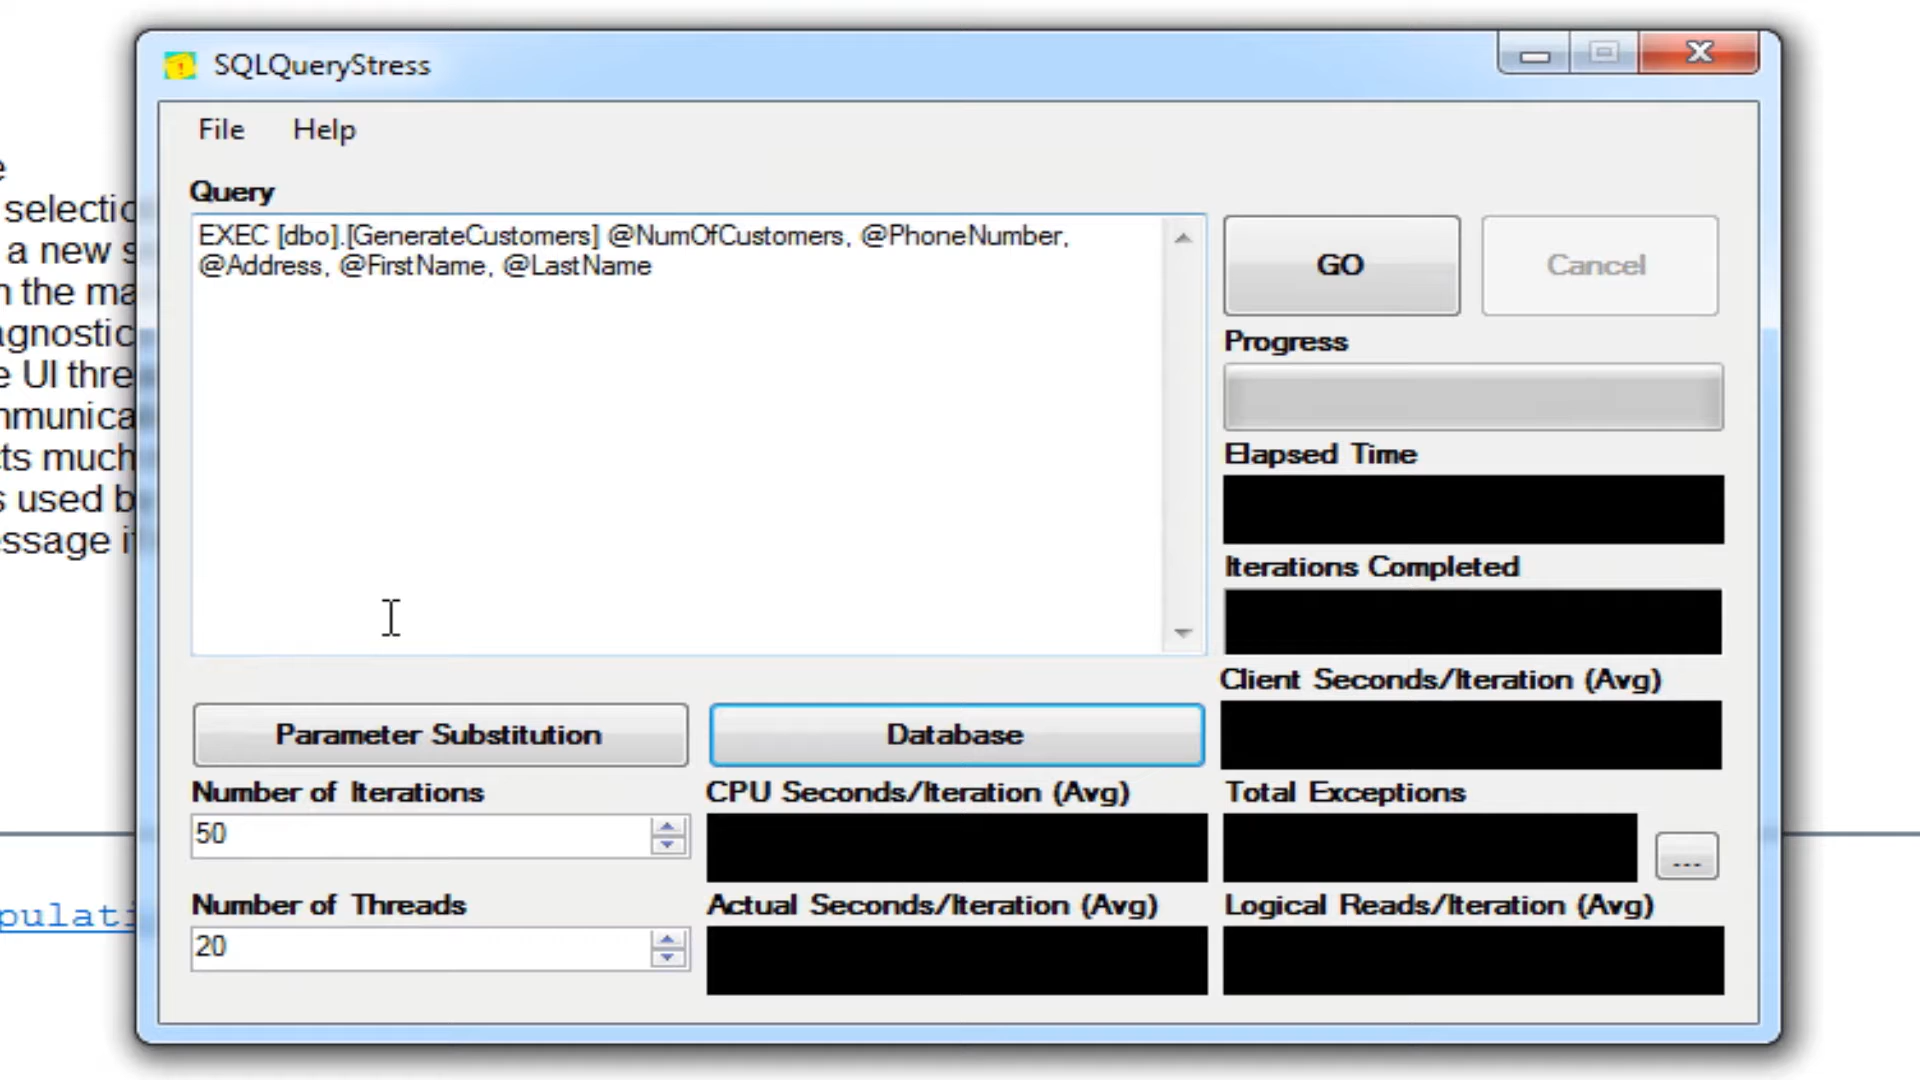 SQLQueryStress
File Help
Query
EXEC [dbo].[GenerateCustomers] @NumOfCustomers, @PhoneNumber,
@Address, @FirstName, @LastName
GO
Cancel
Progress
Elapsed Time
Iterations Completed
Client Seconds/Iteration (Avg)
Parameter Substitution
Database
Number of Iterations
50
CPU Seconds/Iteration (Avg)
Total Exceptions
...
Number of Threads
20
Actual Seconds/Iteration (Avg)
Logical Reads/Iteration (Avg)
e
selectio
a new s
n the ma
agnostic
e UI thre
mmunica
cts much
s used b
essage i
pulati